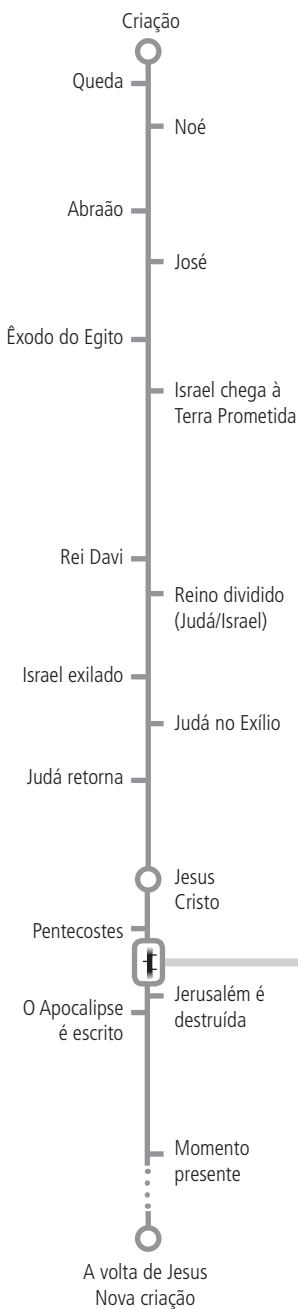 Criação
Queda
Noé
Abraão
José
Êxodo do Egito
Israel chega à
Terra Prometida
Rei Davi
Reino dividido
(Judá/Israel)
Israel exilado
Judá no Exílio
Judá retorna
Jesus
Cristo
Pentecostes
Jerusalém é
destruída
O Apocalipse
é escrito
Momento
presente
A volta de Jesus
Nova criação